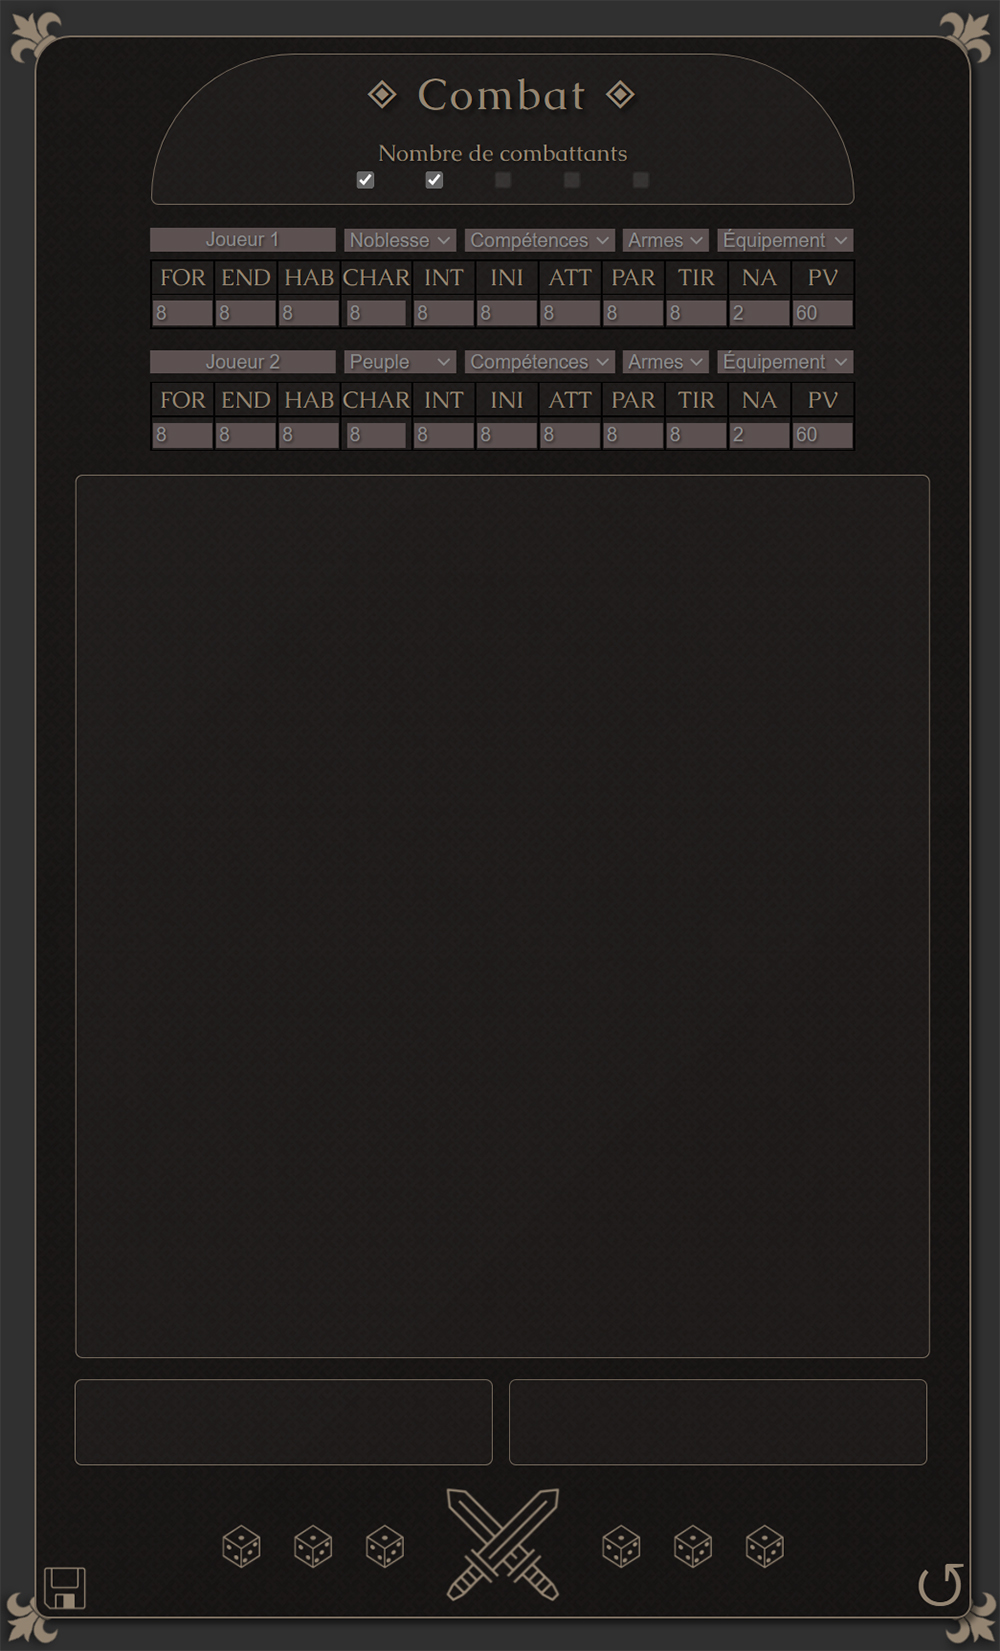 Combat
Nombre de combattants
Joueur 1 Noblesse Compétences Armes Équipement
FOR END HAB CHAR INT INI ATT PAR TIR NA PV
8 8 8 8 8 8 8 8 8 2 60
Joueur 2 Peuple Compétences Armes Équipement
FOR END HAB CHAR INT INI ATT PAR TIR NA PV
8 8 8 8 8 8 8 8 8 2 60